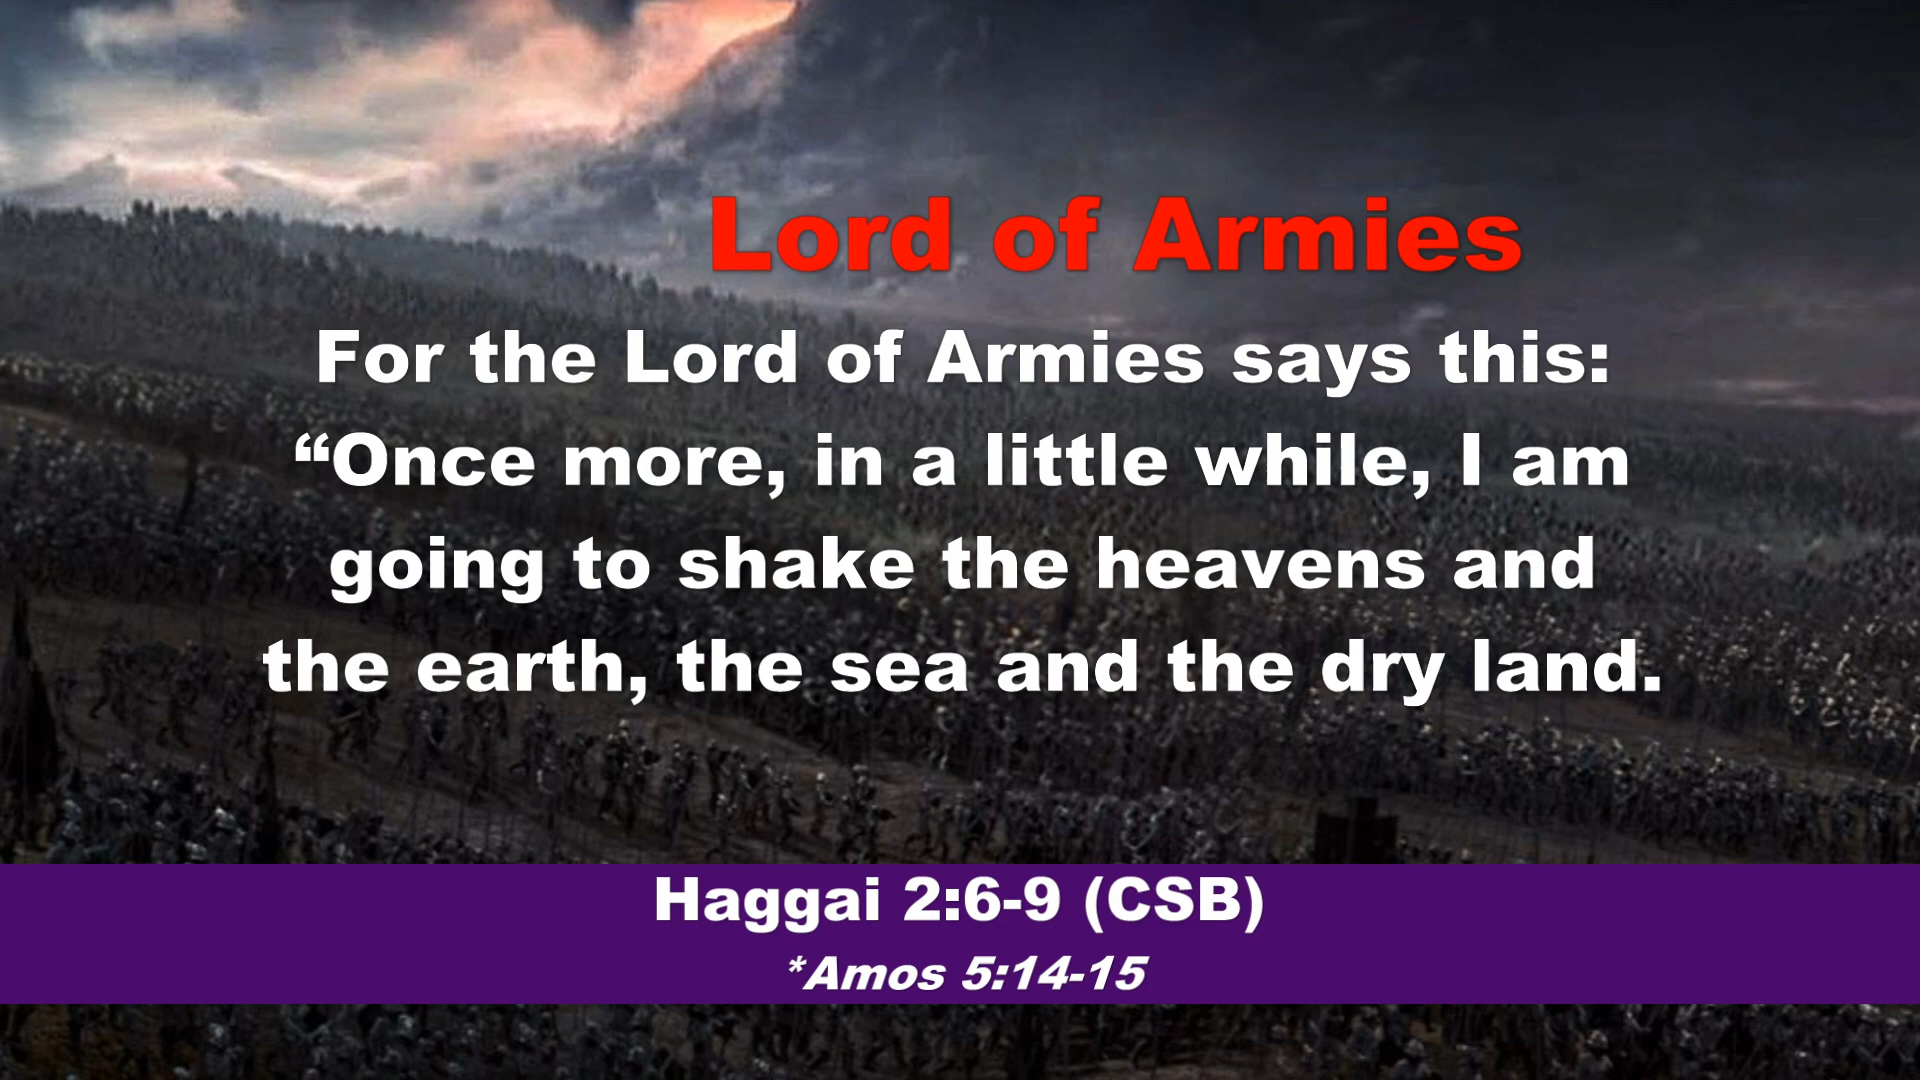 Lord of Armies
For the Lord of Armies says this:
“Once more, in a little while, I am
going to shake the heavens and
the earth, the sea and the dry land.
Haggai 2:6-9 (CSB)
*Amos 5:14-15